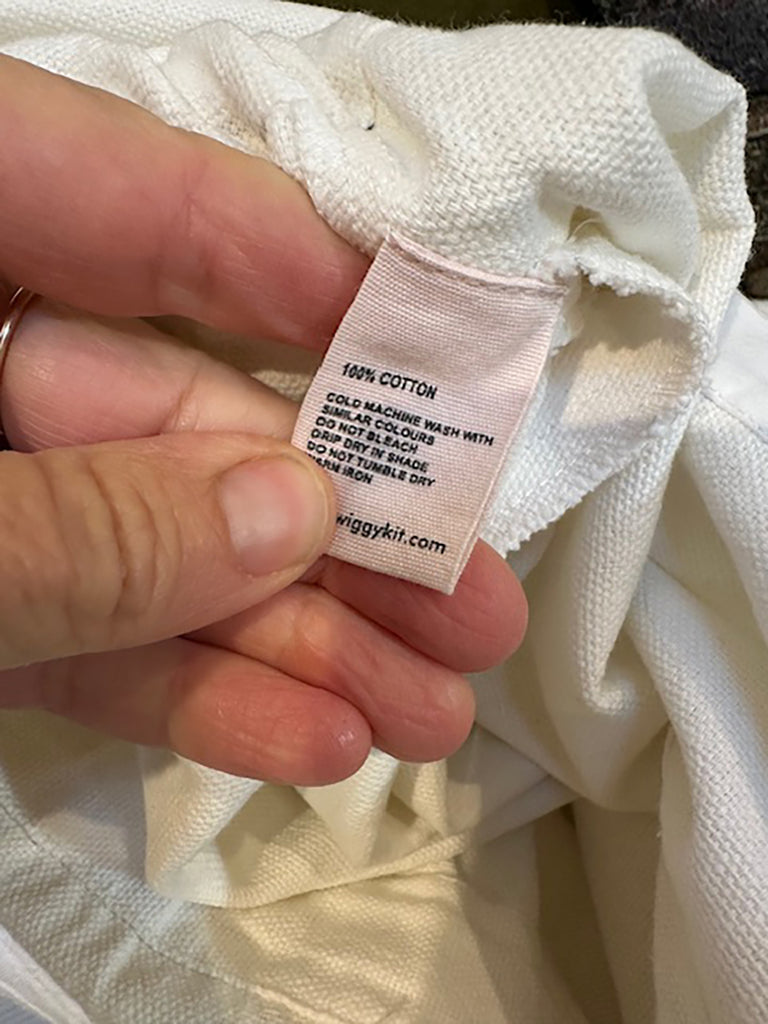 100% COTTON
COLD MACHINE WASH WITH
SIMILAR COLOURS
DO NOT BLEACH
DRIP DRY IN SHADE
DO NOT TUMBLE DRY
IRON
wiggykit.com